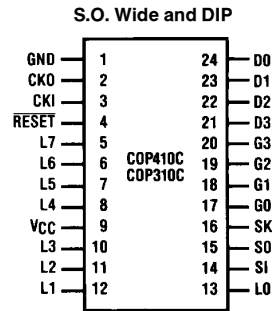 S.O. Wide and DIP
GND 1 24 D0
CKO 2 23 D1
CKI 3 22 D2
RESET 4 21 D3
L7 5 20 G3
L6 6 COP410C 19 G2
L5 7 COP310C 18 G1
L4 8 17 G0
VCC 9 16 SK
L3 10 15 SO
L2 11 14 SI
L1 12 13 L0